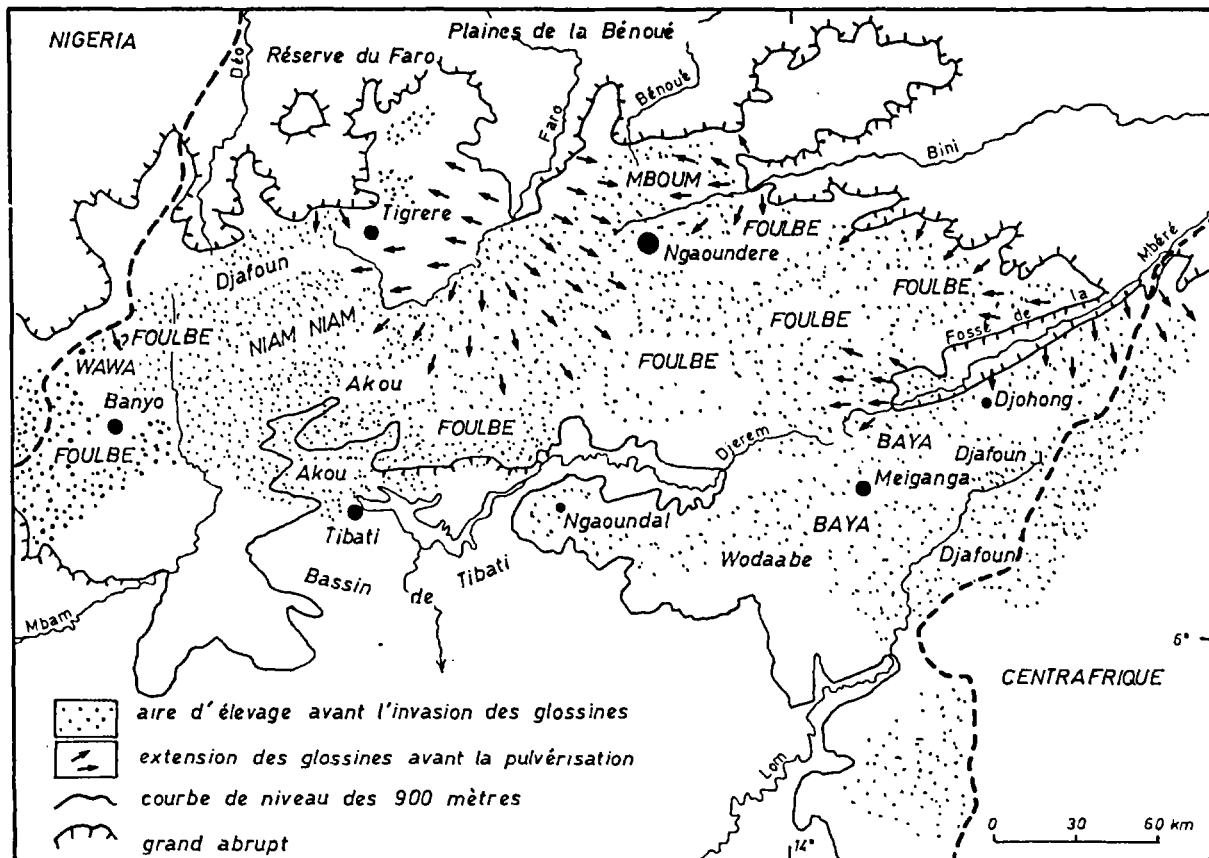 NIGERIA
Déo
Réserve du Faro
Plaines de la Bénoué
Faro
Bénoué
Bini
MBOUM
Tigrere
FOULBE
Ngaoundere
Djafoun
Mbéré
FOULBE
Fossé de la
FOULBE
NIAM NIAM
FOULBE
FOULBE
WAWA
Akou
Banyo
Djohong
FOULBE
FOULBE
Djerem
BAYA
Djafoun
Akou
Meiganga
Tibati
Ngaoundal
BAYA
Wodaabe
Djafoun
Bassin de Tibati
Mbam
6°
CENTRAFRIQUE
Lom
aire d'élevage avant l'invasion des glossines
extension des glossines avant la pulvérisation
courbe de niveau des 900 mètres
grand abrupt
14°
0 30 60 km